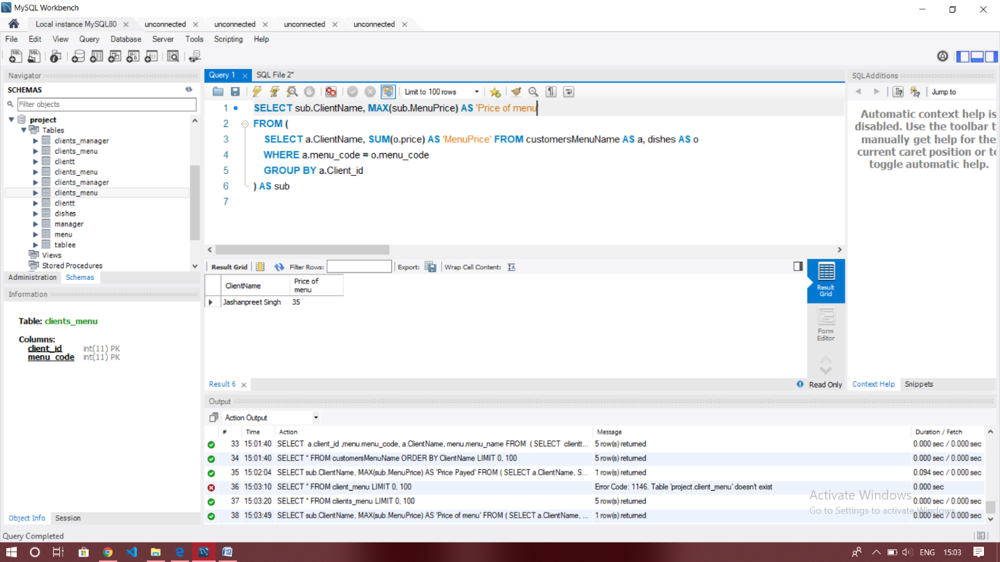 MySQL Workbench
Local instance MySQL80 unconnected unconnected unconnected unconnected
File Edit View Query Database Server Tools Scripting Help
Navigator
SCHEMAS
Filter objects
project
Tables
clients_manager
clients_menu
clientt
clients_menu
clients_manager
clients_menu
clientt
dishes
manager
menu
tablee
Views
Stored Procedures
Administration Schemas
Information
Table: clients_menu
Columns:
client_id int(11) PK
menu_code int(11) PK
Object Info Session
Query 1 SQL File 2*
Limit to 100 rows
1 SELECT sub.ClientName, MAX(sub.MenuPrice) AS 'Price of menu'
2 FROM (
3 SELECT a.ClientName, SUM(o.price) AS 'MenuPrice' FROM customersMenuName AS a, dishes AS o
4 WHERE a.menu_code = o.menu_code
5 GROUP BY a.Client_id
6 ) AS sub
7
Result Grid Filter Rows: Export: Wrap Cell Content:
ClientName Price of
menu
Jashanpreet Singh 35
Result
Grid
Form
Editor
Result 6 Read Only
SQLAdditions
Jump to
Automatic context help is
disabled. Use the toolbar t
manually get help for the
current caret position or to
toggle automatic help.
Context Help Snippets
Output
Action Output
# Time Action Message Duration / Fetch
33 15:01:40 SELECT a.client_id ,menu.menu_code, a.ClientName, menu.menu_name FROM ( SELECT clientt... 5 row(s) returned 0.000 sec / 0.000 sec
34 15:01:40 SELECT * FROM customersMenuName ORDER BY ClientName LIMIT 0, 100 5 row(s) returned 0.000 sec / 0.000 sec
35 15:02:04 SELECT sub.ClientName, MAX(sub.MenuPrice) AS 'Price Payed' FROM ( SELECT a.ClientName, S... 1 row(s) returned 0.094 sec / 0.000 sec
36 15:03:10 SELECT * FROM client_menu LIMIT 0, 100 Error Code: 1146. Table 'project.client_menu' doesn't exist 0.000 sec
37 15:03:20 SELECT * FROM clients_menu LIMIT 0, 100 5 row(s) returned 0.000 sec / 0.000 sec
38 15:03:49 SELECT sub.ClientName, MAX(sub.MenuPrice) AS 'Price of menu' FROM ( SELECT a.ClientName, ... 1 row(s) returned 0.000 sec / 0.000 sec
Activate Windows
Go to Settings to activate Windows.
Query Completed
ENG 15:03